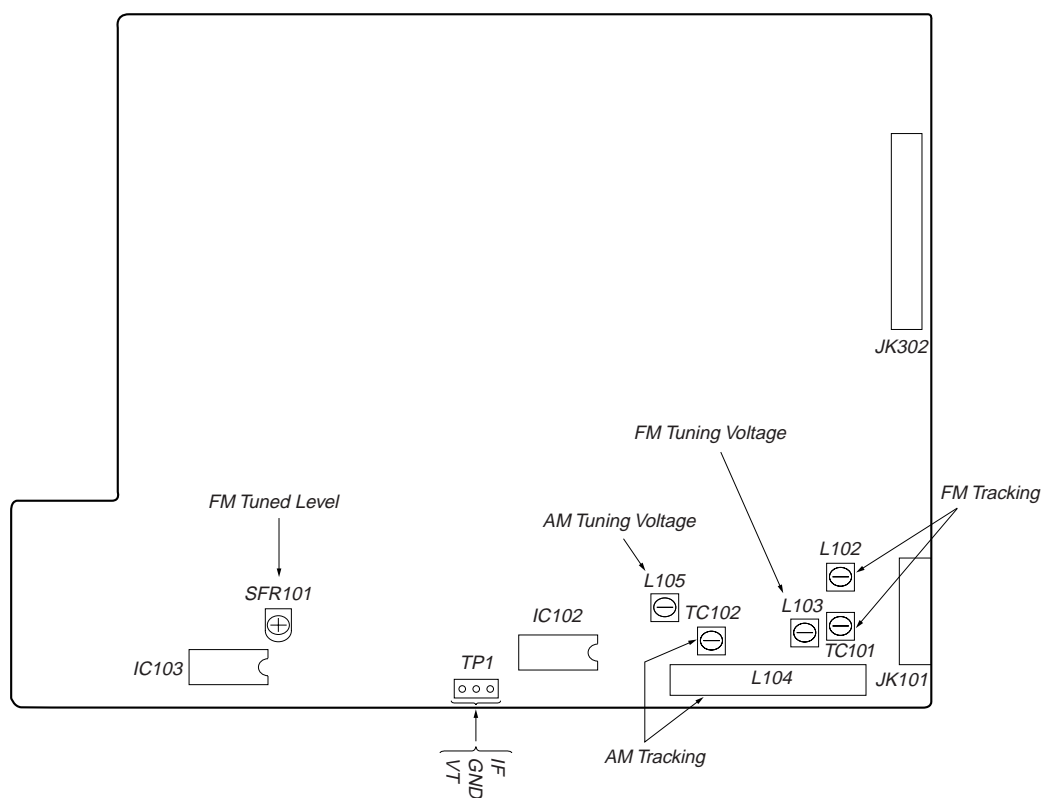 JK302
FM Tuning Voltage
FM Tuned Level
FM Tracking
AM Tuning Voltage
L102
L105
SFR101
L103
IC102
TC102
TC101
IC103
TP1
L104
JK101
AM Tracking
IF
GND
VT